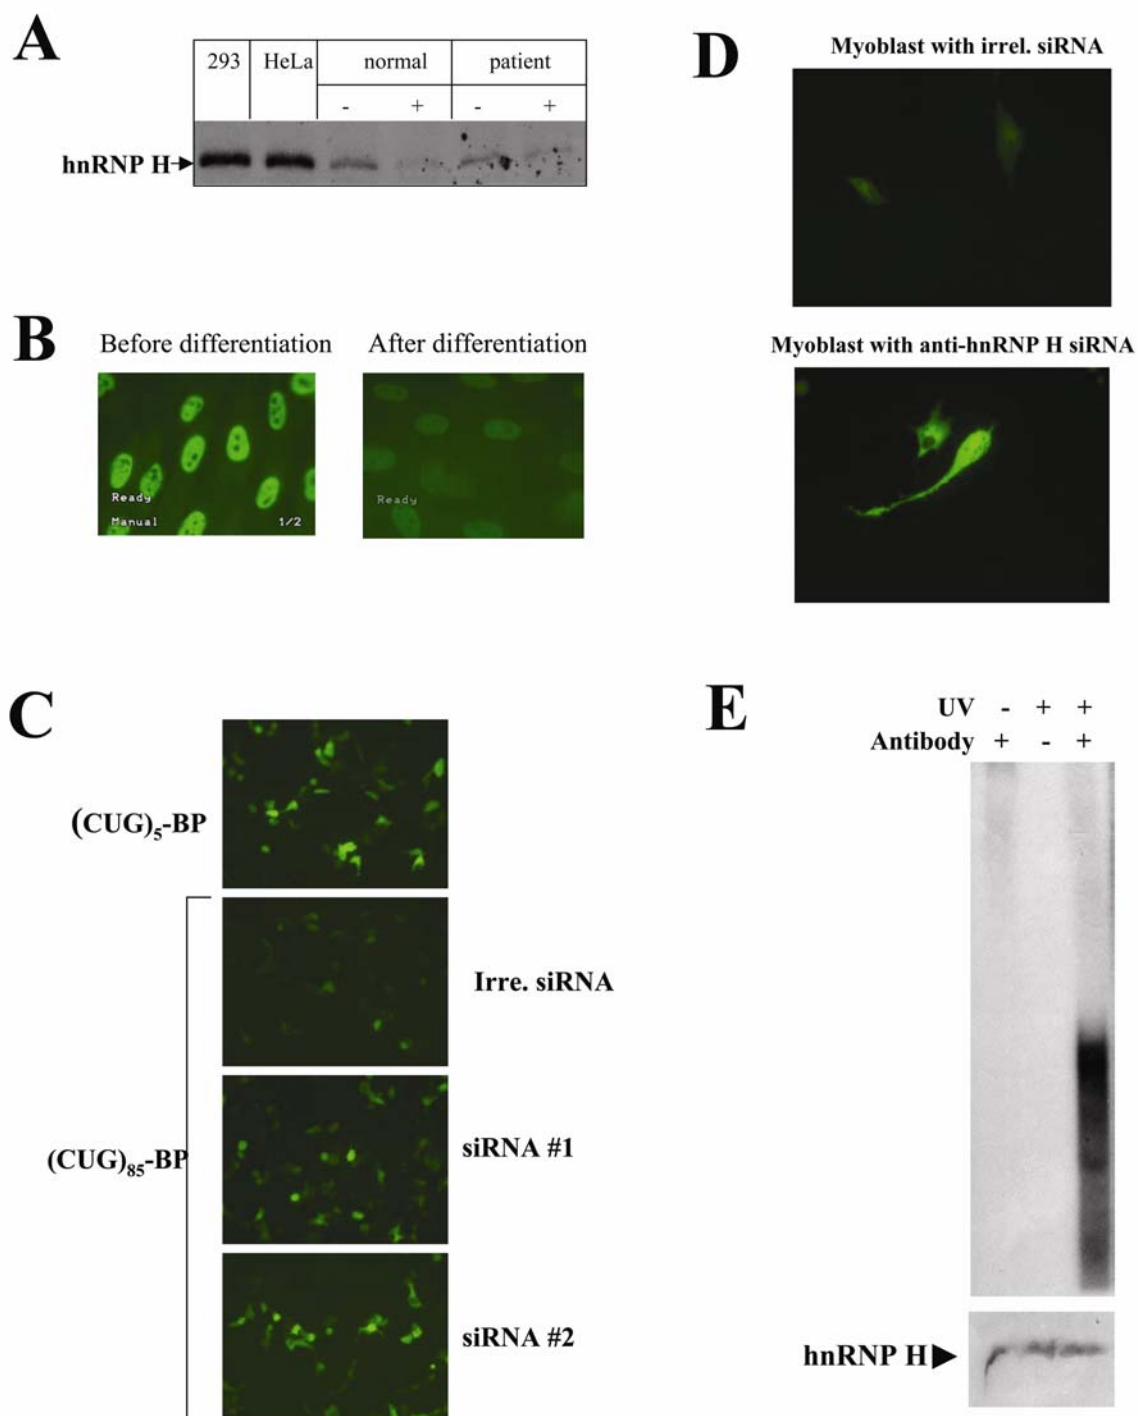 A
293 HeLa normal patient
- + - +
hnRNP H
B
Before differentiation After differentiation
Ready
Manual 1/2
Ready
C
(CUG)5-BP
Irre. siRNA
(CUG)85-BP
siRNA #1
siRNA #2
D
Myoblast with irrel. siRNA
Myoblast with anti-hnRNP H siRNA
E
UV - + +
Antibody + - +
hnRNP H